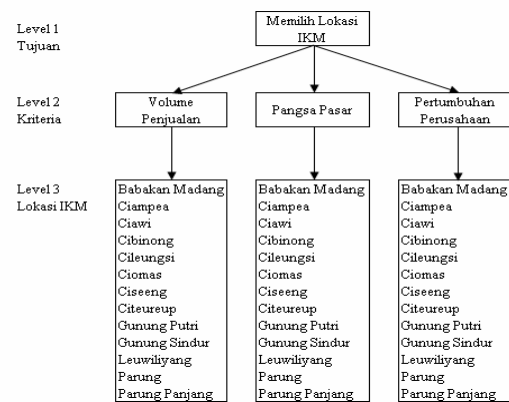 Level 1
Tujuan
Memilih Lokasi
IKM
Level 2
Kriteria
Volume
Penjualan
Pangsa Pasar
Pertumbuhan
Perusahaan
Level 3
Lokasi IKM
Babakan Madang
Ciampea
Ciawi
Cibinong
Cileungsi
Ciomas
Ciseeng
Citeureup
Gunung Putri
Gunung Sindur
Leuwiliyang
Parung
Parung Panjang
Babakan Madang
Ciampea
Ciawi
Cibinong
Cileungsi
Ciomas
Ciseeng
Citeureup
Gunung Putri
Gunung Sindur
Leuwiliyang
Parung
Parung Panjang
Babakan Madang
Ciampea
Ciawi
Cibinong
Cileungsi
Ciomas
Ciseeng
Citeureup
Gunung Putri
Gunung Sindur
Leuwiliyang
Parung
Parung Panjang